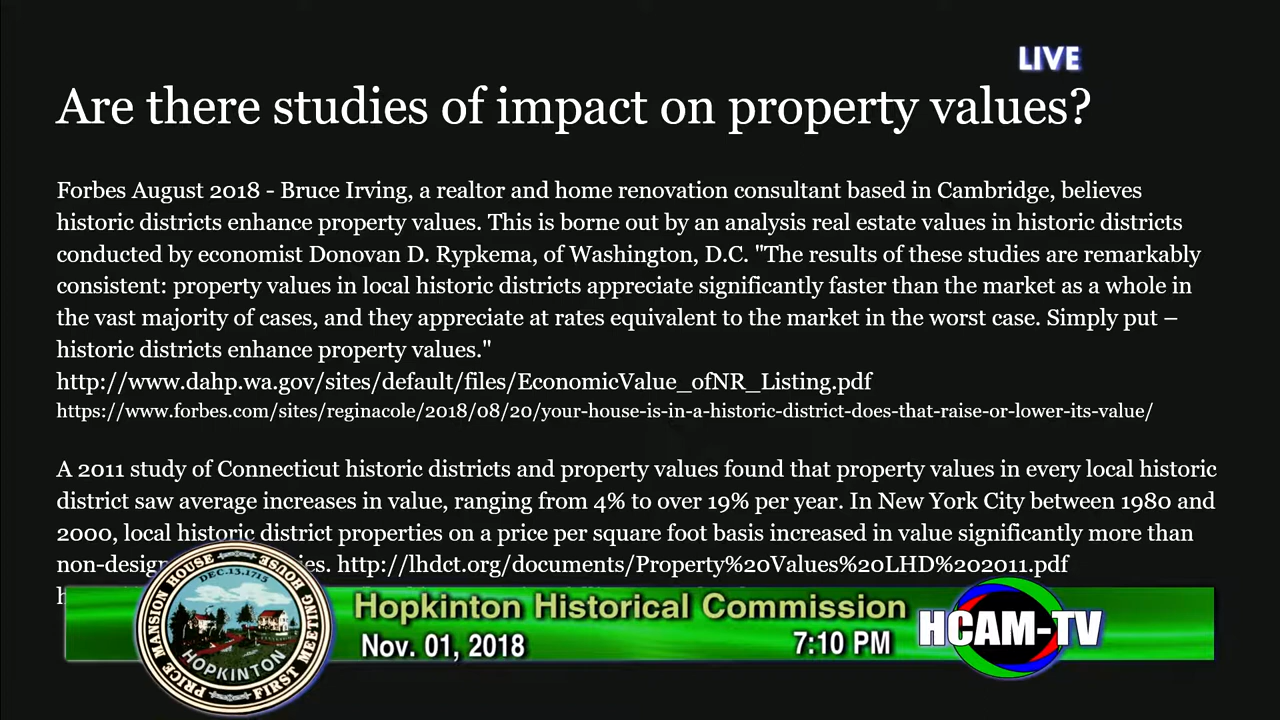 LIVE
Are there studies of impact on property values?
Forbes August 2018 - Bruce Irving, a realtor and home renovation consultant based in Cambridge, believes
historic districts enhance property values. This is borne out by an analysis real estate values in historic districts
conducted by economist Donovan D. Rypkema, of Washington, D.C. "The results of these studies are remarkably
consistent: property values in local historic districts appreciate significantly faster than the market as a whole in
the vast majority of cases, and they appreciate at rates equivalent to the market in the worst case. Simply put –
historic districts enhance property values."
http://www.dahp.wa.gov/sites/default/files/EconomicValue_ofNR_Listing.pdf
https://www.forbes.com/sites/reginacole/2018/08/20/your-house-is-in-a-historic-district-does-that-raise-or-lower-its-value/
A 2011 study of Connecticut historic districts and property values found that property values in every local historic
district saw average increases in value, ranging from 4% to over 19% per year. In New York City between 1980 and
2000, local historic district properties on a price per square foot basis increased in value significantly more than
http://lhdct.org/documents/Property%20Values%20LHD%202011.pdf
PRICE MANSION HOUSE
DEC.13.1715
HOUSE MEETING FIRST
HOPKINTON
Hopkinton Historical Commission
Nov. 01, 2018
7:10 PM
HCAM-TV